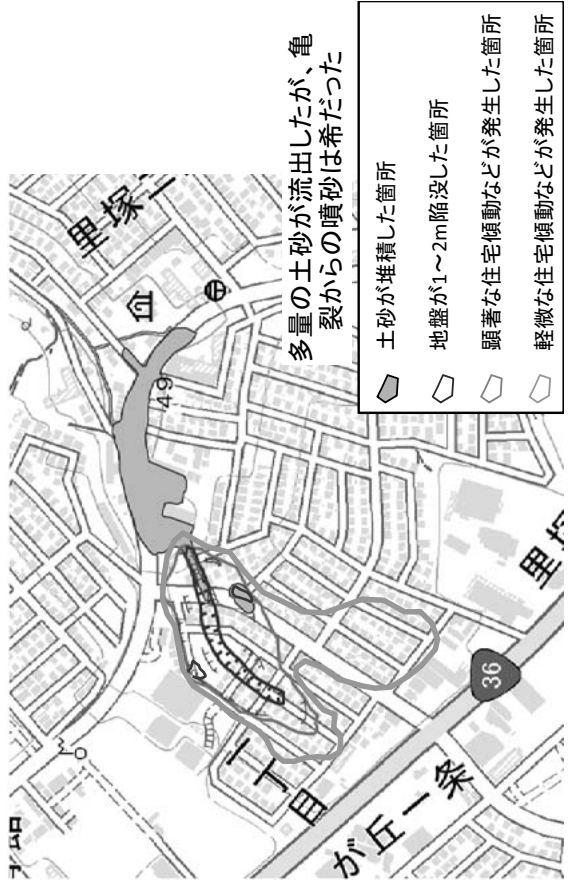 多量の土砂が流出したが、亀
裂からの噴砂は希だった
土砂が堆積した箇所
地盤が1～2m陥没した箇所
顕著な住宅傾動などが発生した箇所
軽微な住宅傾動などが発生した箇所
里塚
49
一丁目
が丘一条
36
里塚